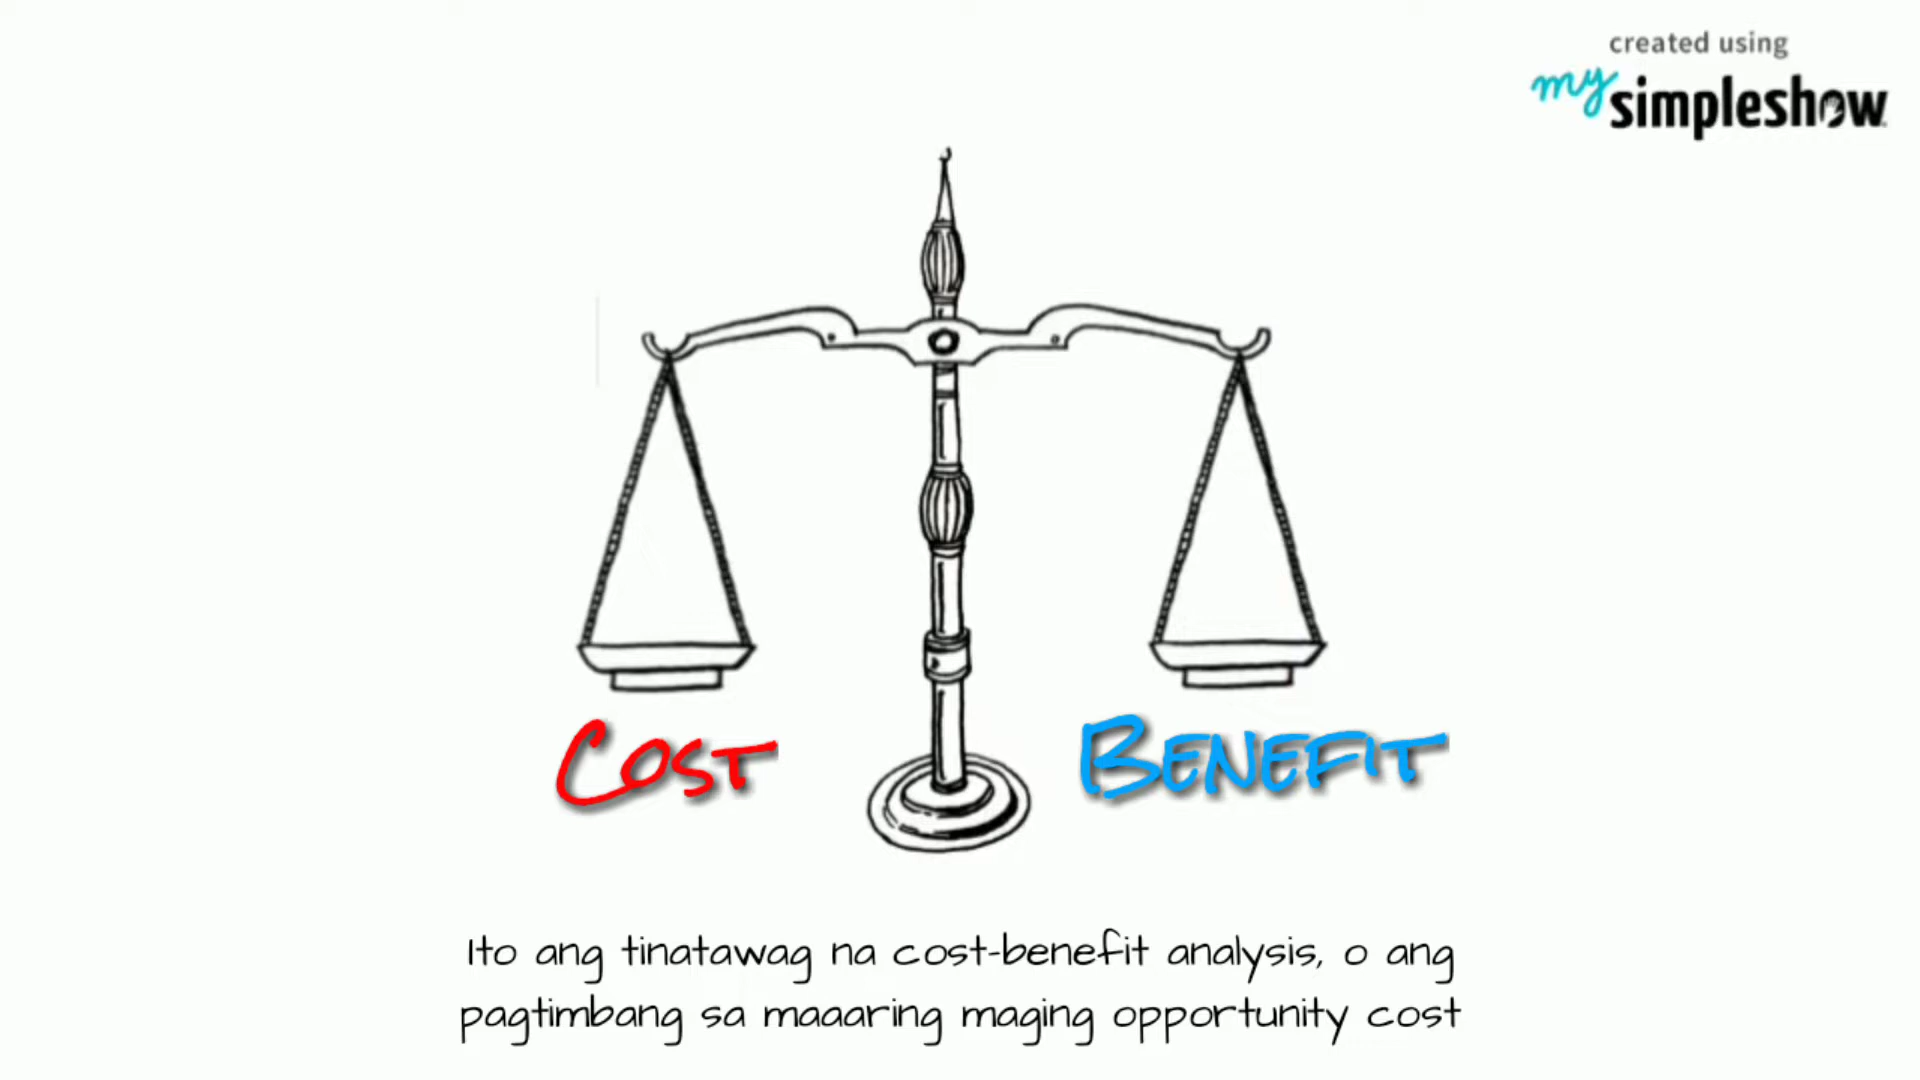 created using
my simpleshow
COST
BENEFIT
Ito ang tinatawag na cost-benefit analysis, o ang
pagtimbang sa maaaring maging opportunity cost